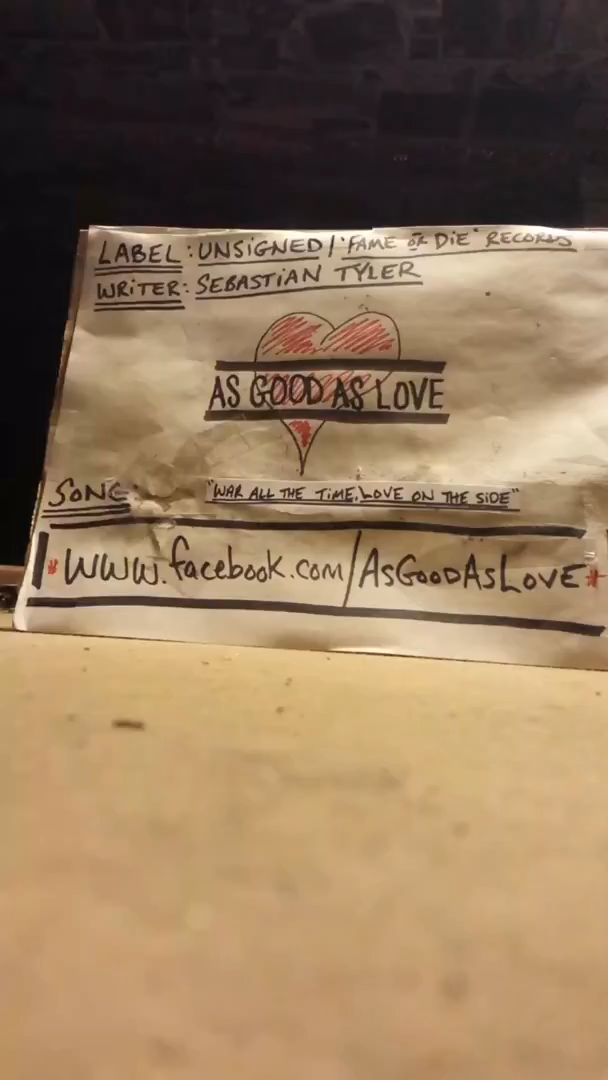 LABEL: UNSiGNED / 'FAME OR DiE' RECORDS
WRiTER: SEBASTiAN TYLER
AS GOOD AS LOVE
SONG: "WAR ALL THE TiME, LOVE ON THE SiDE"
*www.facebook.com/AsGoodAsLove*